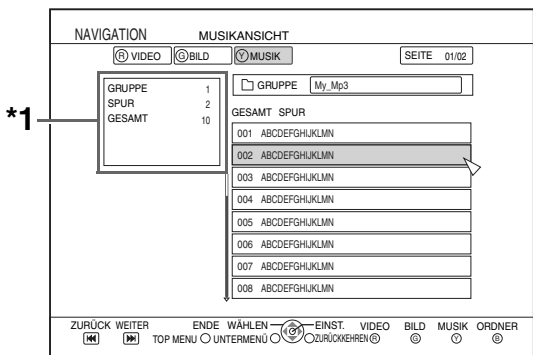 NAVIGATION MUSIKANSICHT
R VIDEO G BILD Y MUSIK SEITE 01/02
*1
GRUPPE 1
SPUR 2
GESAMT 10
GRUPPE My_Mp3
GESAMT SPUR
001 ABCDEFGHIJKLMN
002 ABCDEFGHIJKLMN
003 ABCDEFGHIJKLMN
004 ABCDEFGHIJKLMN
005 ABCDEFGHIJKLMN
006 ABCDEFGHIJKLMN
007 ABCDEFGHIJKLMN
008 ABCDEFGHIJKLMN
ZURÜCK WEITER ENDE WÄHLEN EINST. VIDEO BILD MUSIK ORDNER
TOP MENU UNTERMENÜ ZURÜCKKEHREN R G Y B